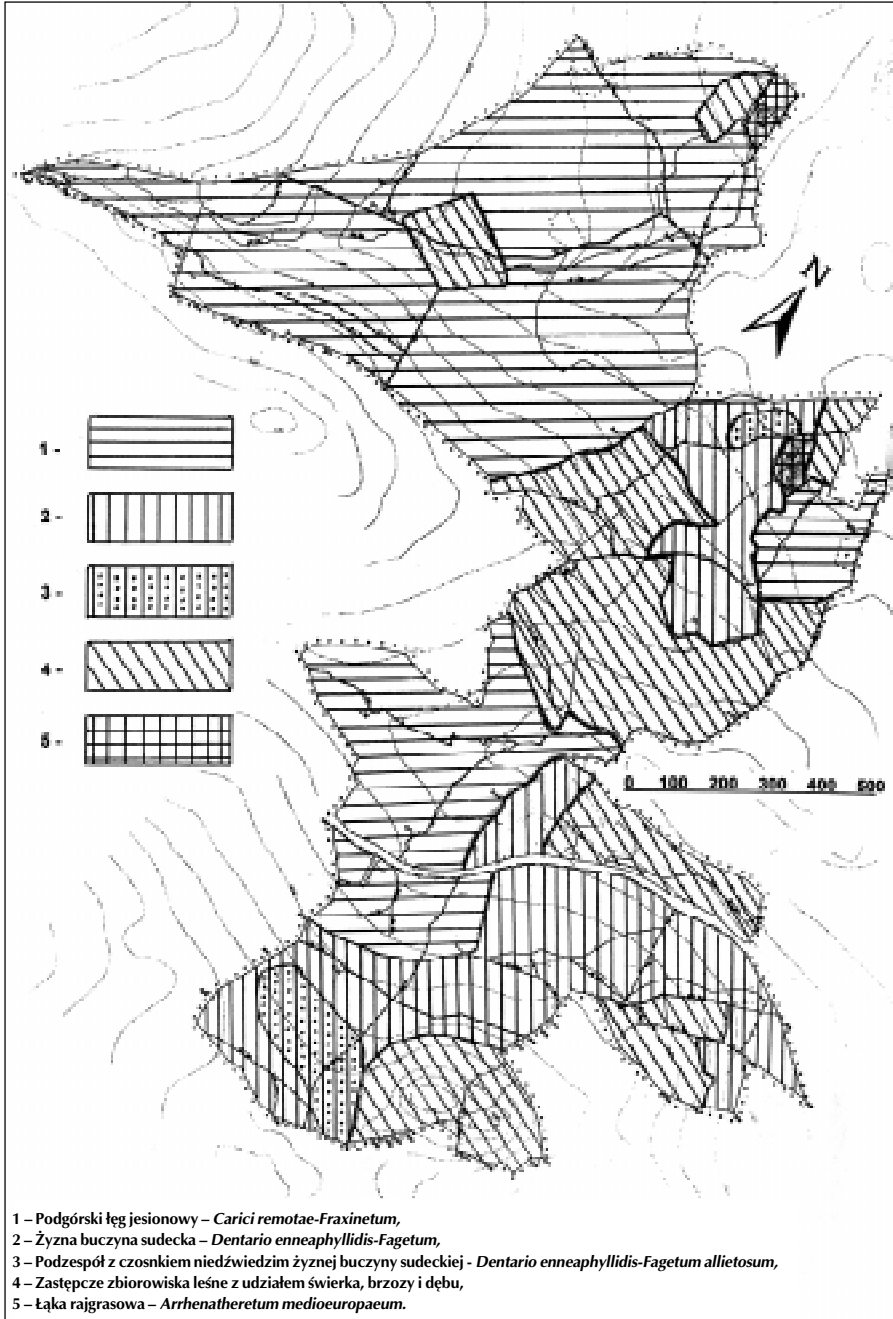 N
1 -
2 -
3 -
4 -
5 -
0 100 200 300 400 500
1 – Podgórski łęg jesionowy – Carici remotae-Fraxinetum,
2 – Żyzna buczyna sudecka – Dentario enneaphyllidis-Fagetum,
3 – Podzespół z czosnkiem niedźwiedzim żyznej buczyny sudeckiej - Dentario enneaphyllidis-Fagetum allietosum,
4 – Zastępcze zbiorowiska leśne z udziałem świerka, brzozy i dębu,
5 – Łąka rajgrasowa – Arrhenatheretum medioeuropaeum.